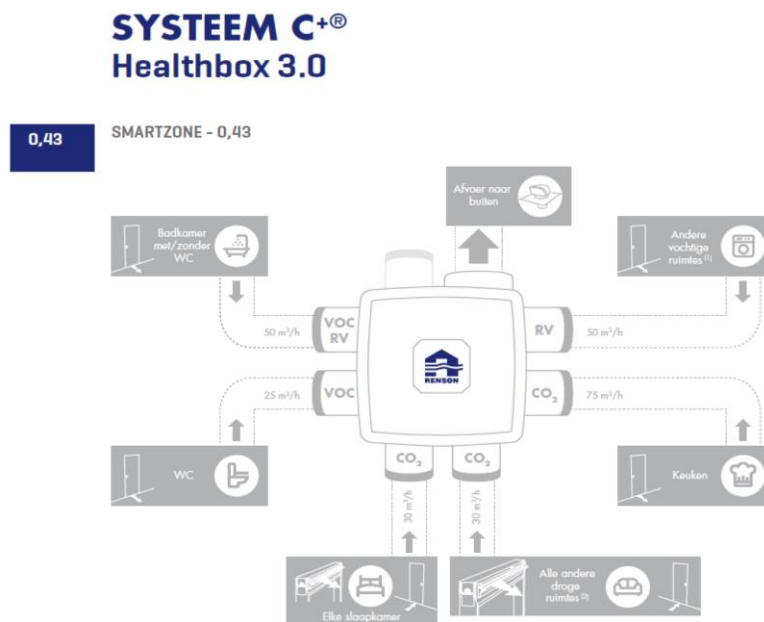 SYSTEEM C+®
Healthbox 3.0
0,43
SMARTZONE - 0,43
Afvoer naar
buiten
Badkamer
met/zonder
WC
Andere
vochtige
ruimtes (1)
50 m³/h
VOC
RV
RV
50 m³/h
RENSON
25 m³/h
VOC
CO₂
75 m³/h
WC
CO₂
CO₂
Keuken
30 m³/h
30 m³/h
Elke slaapkamer
Alle andere
droge
ruimtes (2)